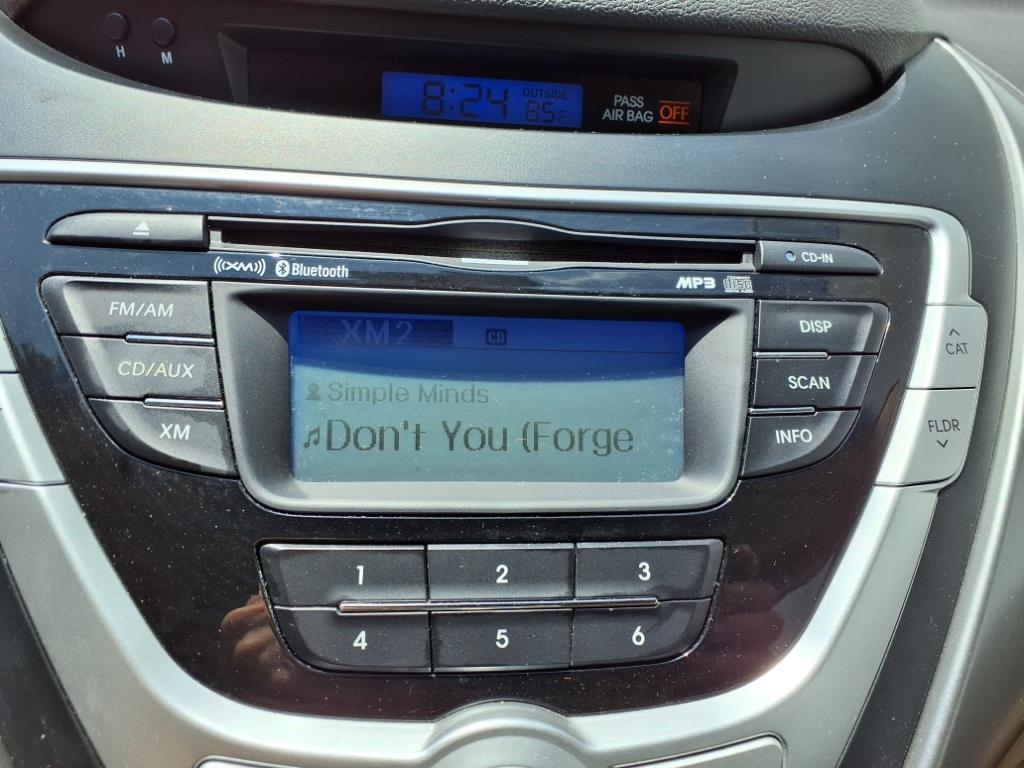 H M
8:24 OUTSIDE 85°F
PASS AIR BAG OFF
CD-IN
((XM)) Bluetooth
MP3 disc
FM/AM
CD/AUX
XM
XM2 CD
Simple Minds
Don't You (Forge
DISP
SCAN
INFO
CAT
FLDR
1 2 3
4 5 6